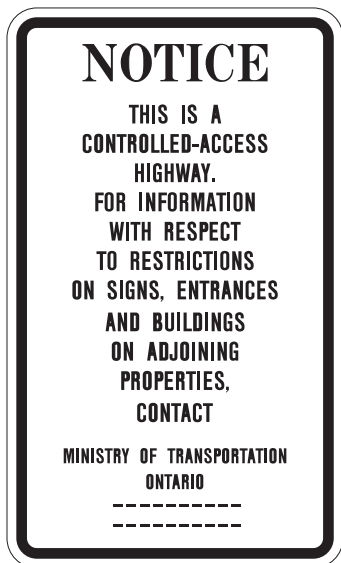 NOTICE
THIS IS A
CONTROLLED-ACCESS
HIGHWAY.
FOR INFORMATION
WITH RESPECT
TO RESTRICTIONS
ON SIGNS, ENTRANCES
AND BUILDINGS
ON ADJOINING
PROPERTIES,
CONTACT
MINISTRY OF TRANSPORTATION
ONTARIO
----------
----------